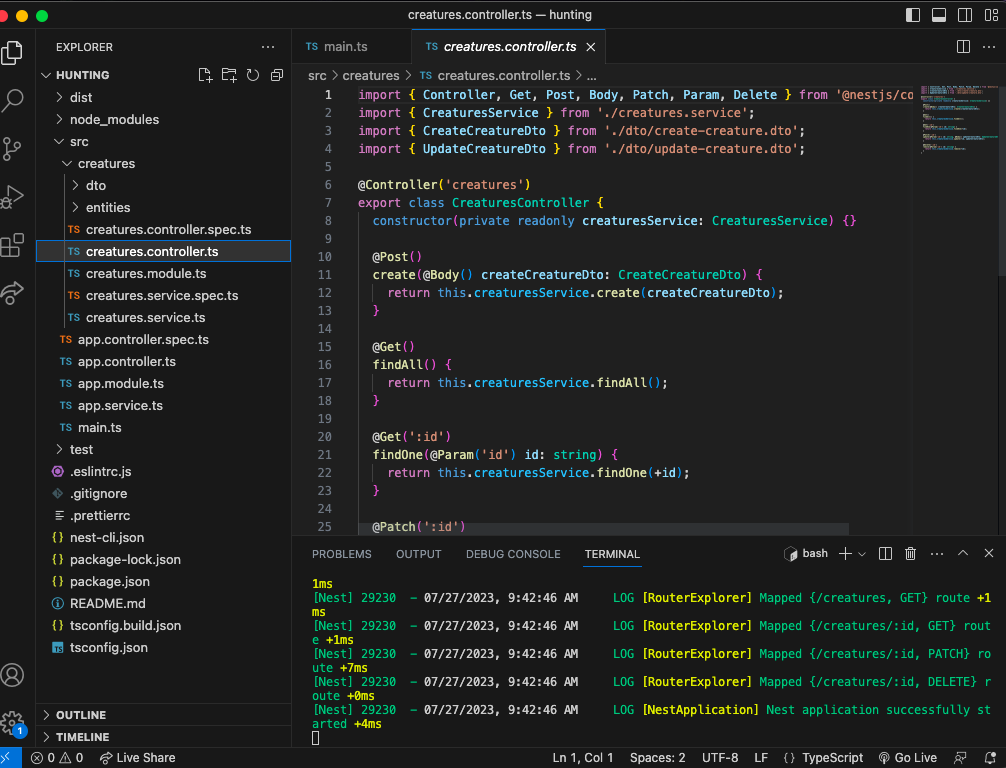 creatures.controller.ts — hunting
EXPLORER
HUNTING
dist
node_modules
src
creatures
dto
entities
TS creatures.controller.spec.ts
TS creatures.controller.ts
TS creatures.module.ts
TS creatures.service.spec.ts
TS creatures.service.ts
TS app.controller.spec.ts
TS app.controller.ts
TS app.module.ts
TS app.service.ts
TS main.ts
test
.eslintrc.js
.gitignore
.prettierrc
{} nest-cli.json
{} package-lock.json
{} package.json
README.md
{} tsconfig.build.json
TS tsconfig.json
OUTLINE
TIMELINE
1
TS main.ts
TS creatures.controller.ts
src > creatures > TS creatures.controller.ts > ...
1 import { Controller, Get, Post, Body, Patch, Param, Delete } from '@nestjs/co
2 import { CreaturesService } from './creatures.service';
3 import { CreateCreatureDto } from './dto/create-creature.dto';
4 import { UpdateCreatureDto } from './dto/update-creature.dto';
5
6 @Controller('creatures')
7 export class CreaturesController {
8 constructor(private readonly creaturesService: CreaturesService) {}
9
10 @Post()
11 create(@Body() createCreatureDto: CreateCreatureDto) {
12 return this.creaturesService.create(createCreatureDto);
13 }
14
15 @Get()
16 findAll() {
17 return this.creaturesService.findAll();
18 }
19
20 @Get(':id')
21 findOne(@Param('id') id: string) {
22 return this.creaturesService.findOne(+id);
23 }
24
25 @Patch(':id')
PROBLEMS OUTPUT DEBUG CONSOLE TERMINAL bash
1ms
[Nest] 29230 - 07/27/2023, 9:42:46 AM LOG [RouterExplorer] Mapped {/creatures, GET} route +1
ms
[Nest] 29230 - 07/27/2023, 9:42:46 AM LOG [RouterExplorer] Mapped {/creatures/:id, GET} rout
e +1ms
[Nest] 29230 - 07/27/2023, 9:42:46 AM LOG [RouterExplorer] Mapped {/creatures/:id, PATCH} ro
ute +7ms
[Nest] 29230 - 07/27/2023, 9:42:46 AM LOG [RouterExplorer] Mapped {/creatures/:id, DELETE} r
oute +0ms
[Nest] 29230 - 07/27/2023, 9:42:46 AM LOG [NestApplication] Nest application successfully st
arted +4ms
0 0 Live Share Ln 1, Col 1 Spaces: 2 UTF-8 LF {} TypeScript Go Live